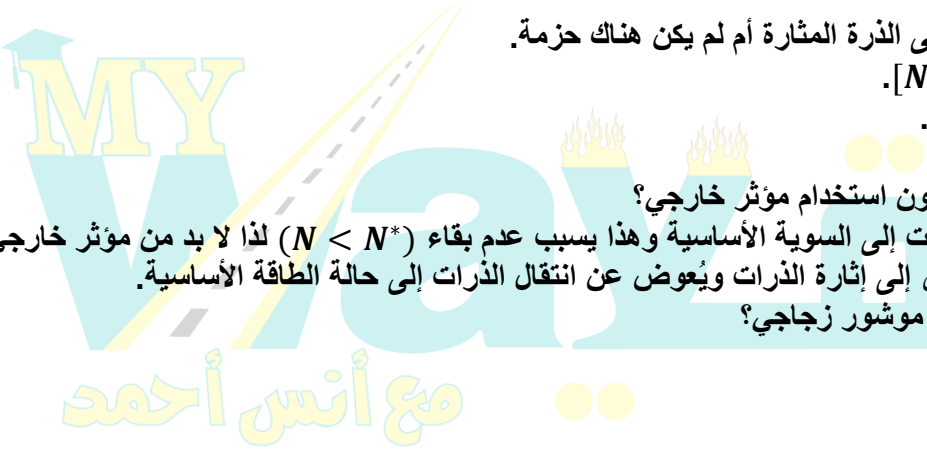 ى الذرة المثارة أم لم يكن هناك حزمة.
N].
.
ون استخدام مؤثر خارجي؟
ت إلى السوية الأساسية وهذا يسبب عدم بقاء (N < N*) لذا لا بد من مؤثر خارجي
ي إلى إثارة الذرات ويُعوض عن انتقال الذرات إلى حالة الطاقة الأساسية.
موشور زجاجي؟
MY
Way
مع أنس أحمد